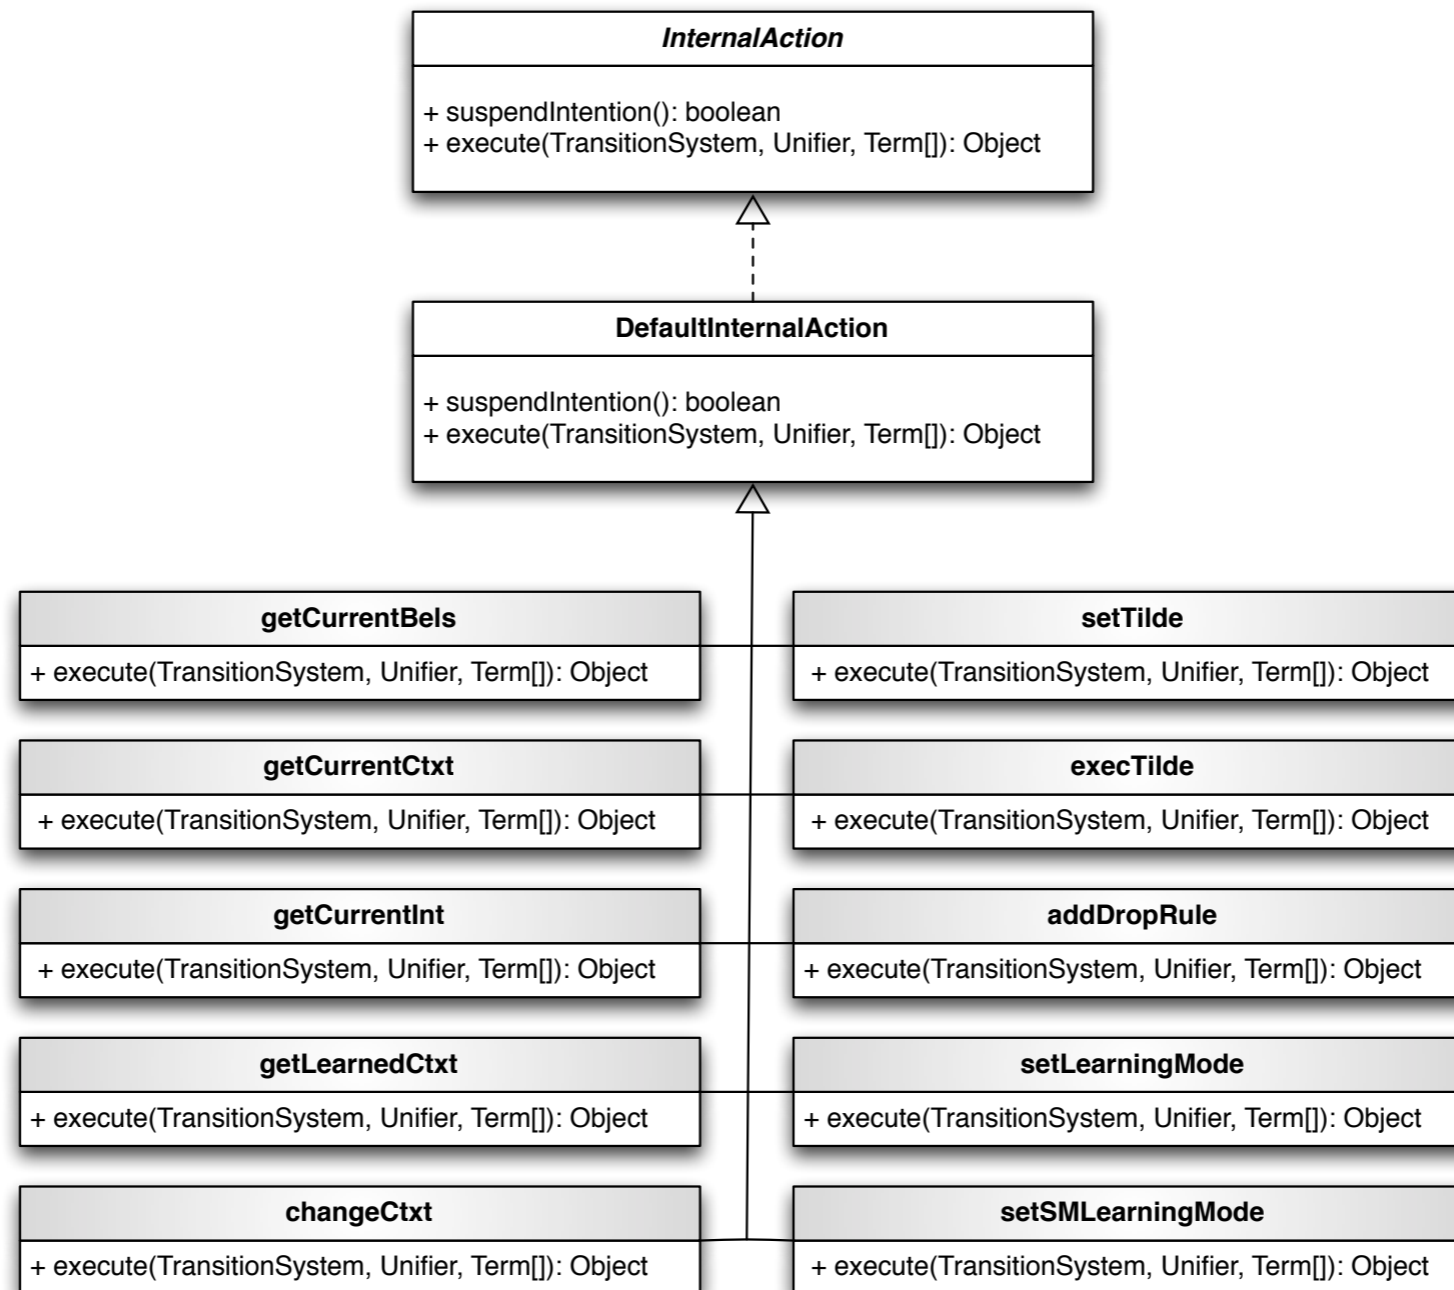 InternalAction
+ suspendIntention(): boolean
+ execute(TransitionSystem, Unifier, Term[]): Object
DefaultInternalAction
+ suspendIntention(): boolean
+ execute(TransitionSystem, Unifier, Term[]): Object
getCurrentBels
+ execute(TransitionSystem, Unifier, Term[]): Object
setTilde
+ execute(TransitionSystem, Unifier, Term[]): Object
getCurrentCtxt
+ execute(TransitionSystem, Unifier, Term[]): Object
execTilde
+ execute(TransitionSystem, Unifier, Term[]): Object
getCurrentInt
+ execute(TransitionSystem, Unifier, Term[]): Object
addDropRule
+ execute(TransitionSystem, Unifier, Term[]): Object
getLearnedCtxt
+ execute(TransitionSystem, Unifier, Term[]): Object
setLearningMode
+ execute(TransitionSystem, Unifier, Term[]): Object
changeCtxt
+ execute(TransitionSystem, Unifier, Term[]): Object
setSMLearningMode
+ execute(TransitionSystem, Unifier, Term[]): Object